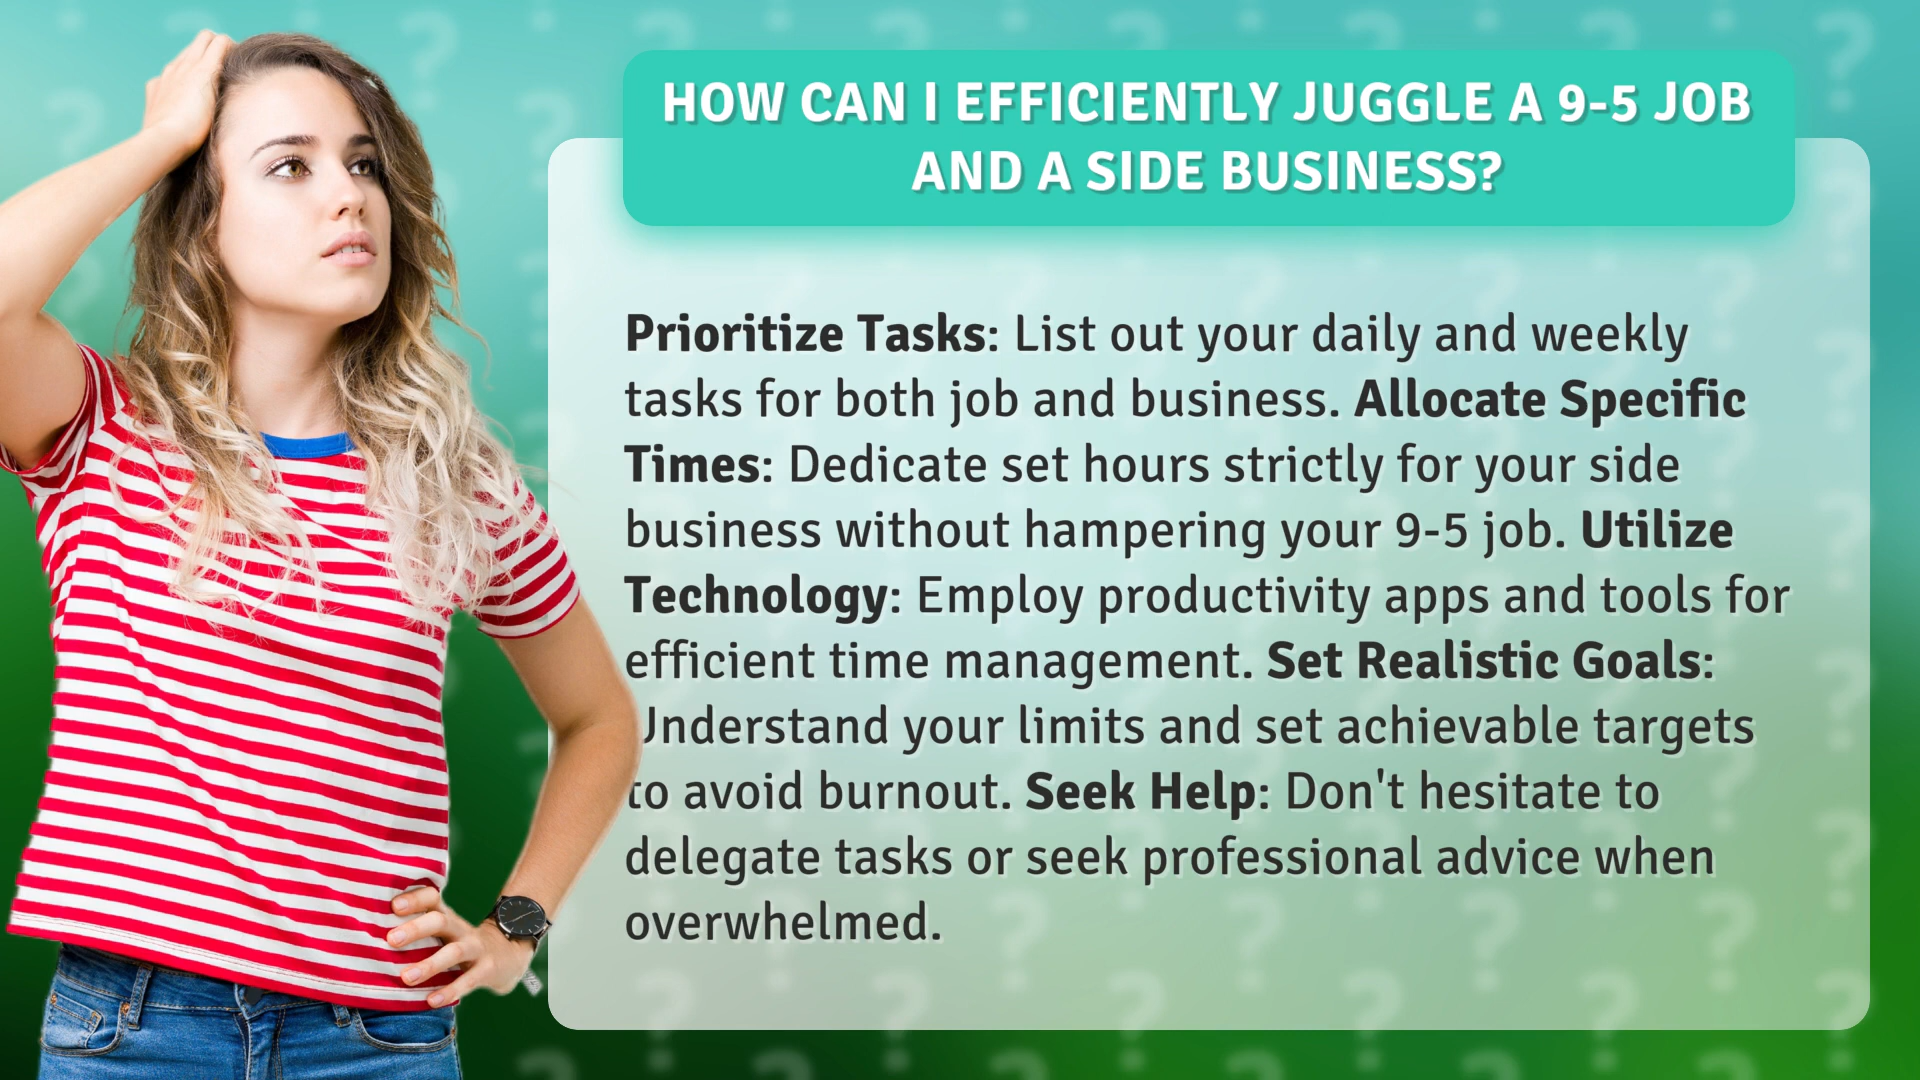 HOW CAN I EFFICIENTLY JUGGLE A 9-5 JOB
AND A SIDE BUSINESS?
Prioritize Tasks: List out your daily and weekly
tasks for both job and business. Allocate Specific
Times: Dedicate set hours strictly for your side
business without hampering your 9-5 job. Utilize
Technology: Employ productivity apps and tools for
efficient time management. Set Realistic Goals:
Understand your limits and set achievable targets
to avoid burnout. Seek Help: Don't hesitate to
delegate tasks or seek professional advice when
overwhelmed.